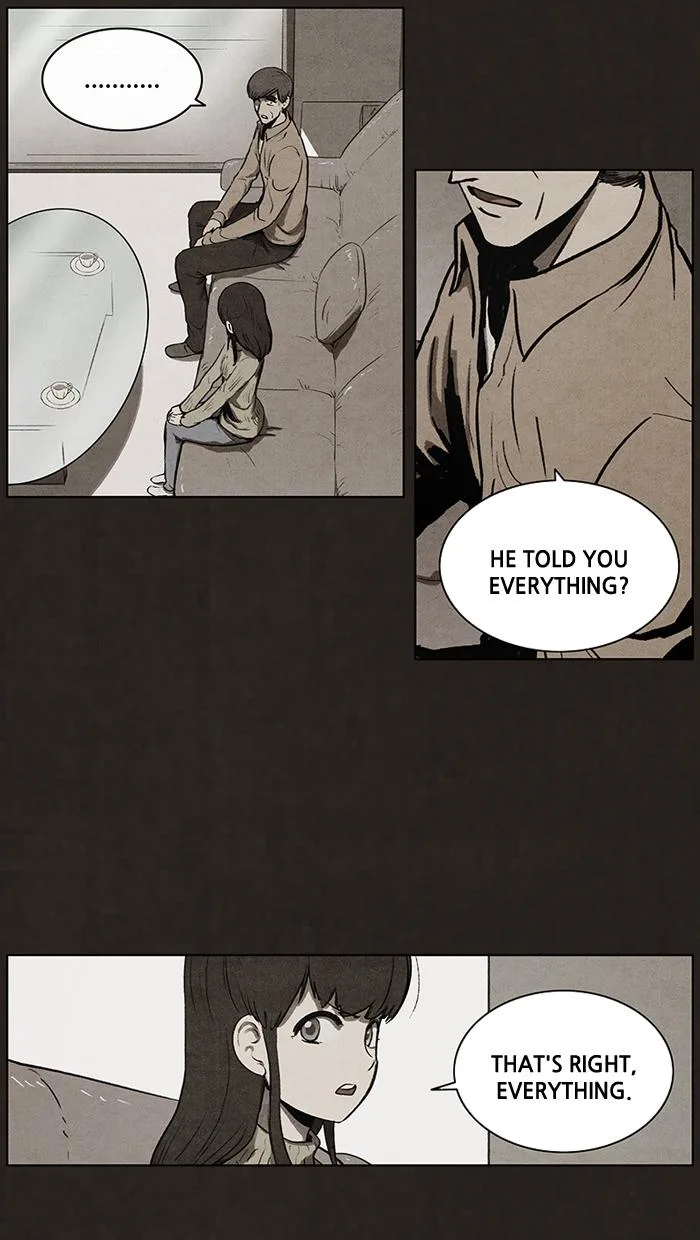 ...........
HE TOLD YOU
EVERYTHING?
THAT'S RIGHT,
EVERYTHING.